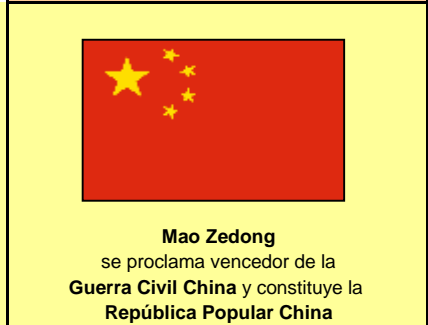 Mao Zedong
se proclama vencedor de la
Guerra Civil China y constituye la
República Popular China